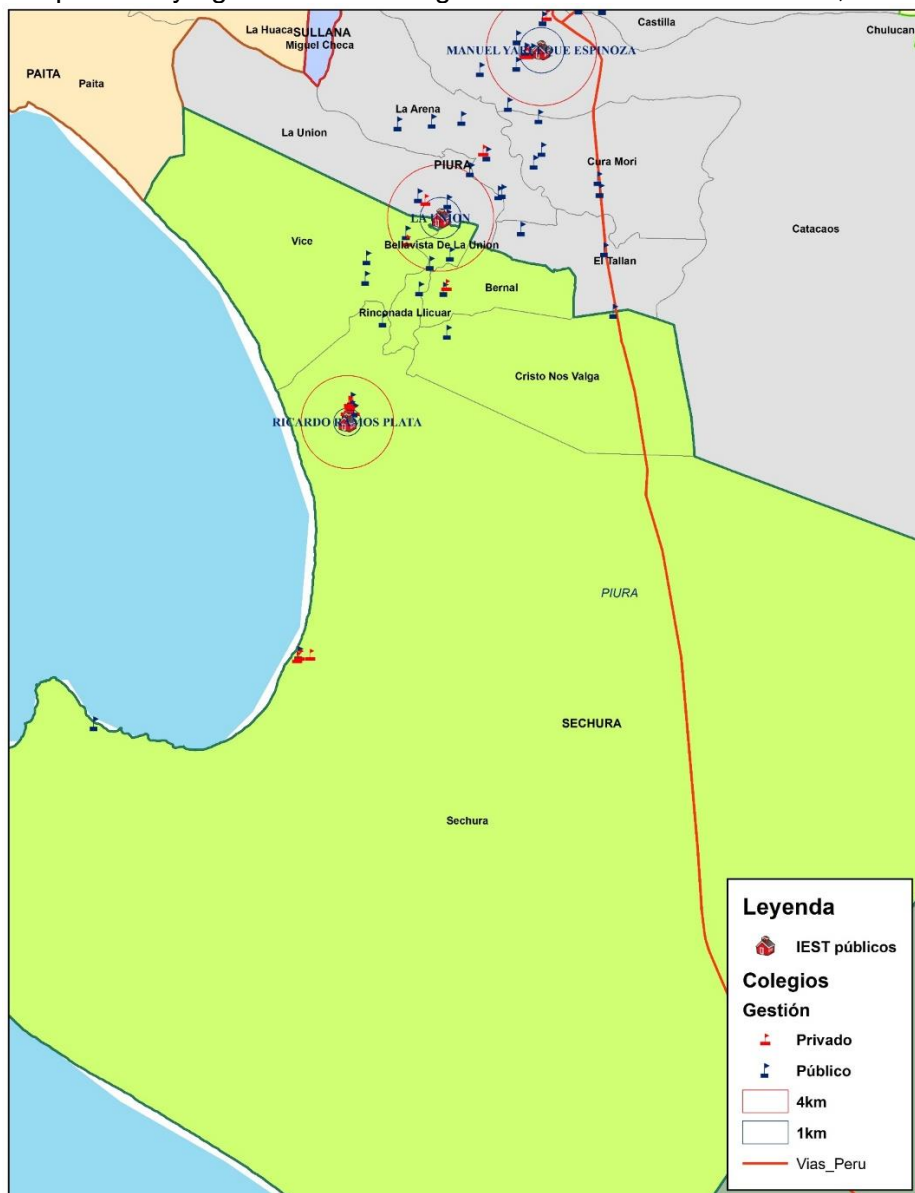 Castilla
La Huaca
SULLANA
Miguel Checa
Chulucan
MANUEL YARLEQUE ESPINOZA
PAITA
Paita
La Arena
La Union
PIURA
Cura Mori
LA UNION
Catacaos
Vice
Bellavista De La Union
El Tallan
Bernal
Rinconada Llicuar
Cristo Nos Valga
RICARDO RAMOS PLATA
PIURA
SECHURA
Sechura
Leyenda
IEST públicos
Colegios
Gestión
Privado
Público
4km
1km
Vias_Peru